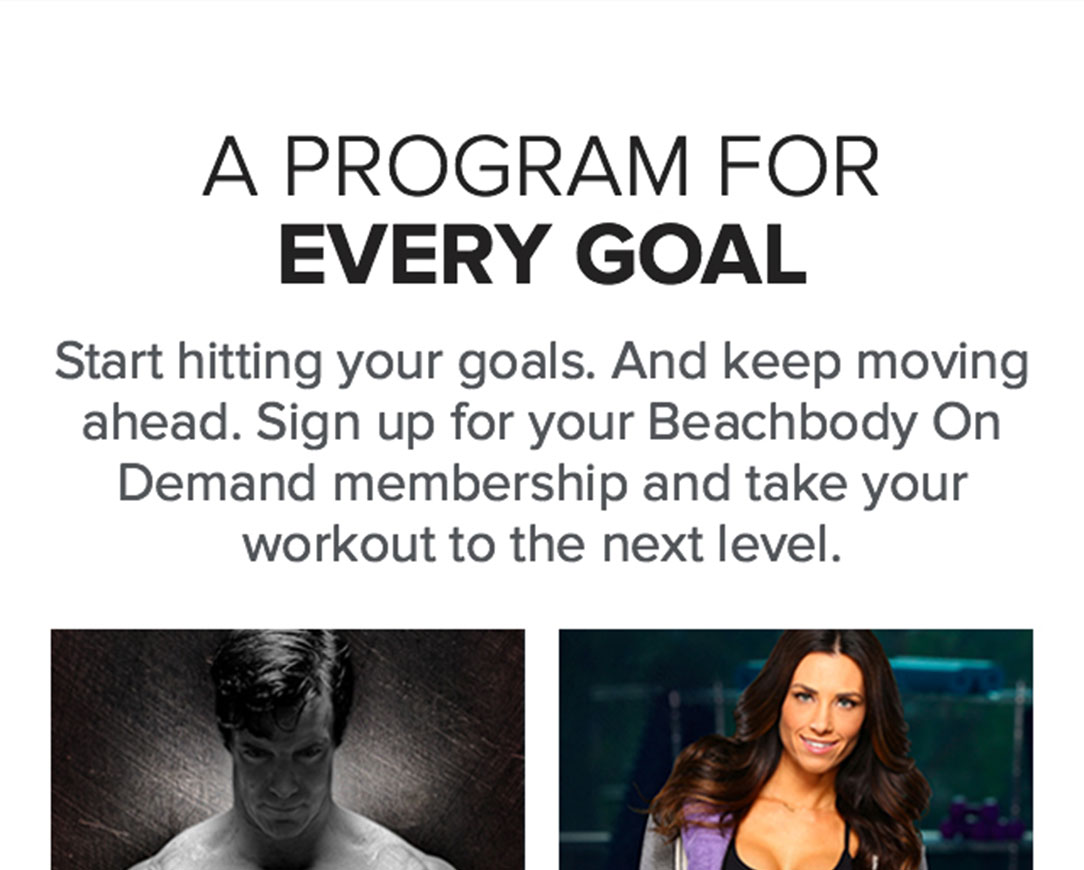 A PROGRAM FOR
EVERY GOAL
Start hitting your goals. And keep moving
ahead. Sign up for your Beachbody On
Demand membership and take your
workout to the next level.